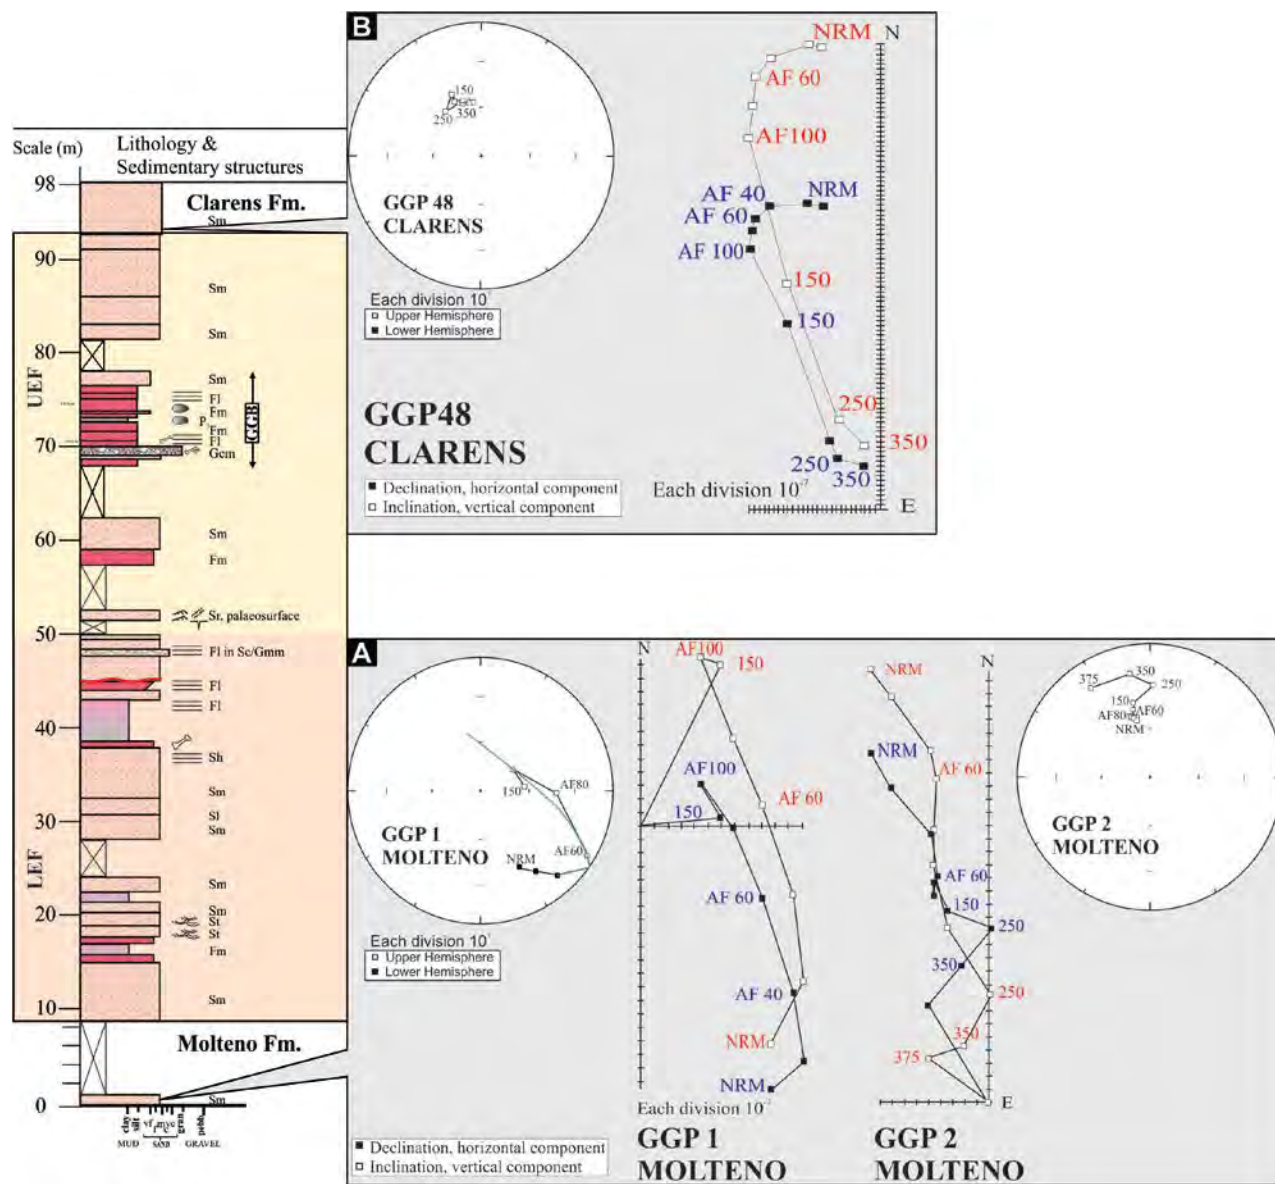 Scale (m)
Lithology &
Sedimentary structures
98
Clarens Fm.
Sm
90
Sm
Sm
80
Sm
Fl
Fm
P
Fm
Fl
Gcm
GGB
70
UEF
Sm
60
Fm
Sr, palaeosurface
50
Fl in Sc/Gmm
Fl
Fl
40
Sh
Sm
Sl
30
Sm
LEF
Sm
20
Sm
St
St
Fm
Sm
10
Molteno Fm.
0
Sm
clay
silt
vf
f
m
vc
c
gran
pebb
MUD
SAND
GRAVEL
B
150
250
350
GGP 48
CLARENS
Each division 10
Upper Hemisphere
Lower Hemisphere
GGP48
CLARENS
Declination, horizontal component
Inclination, vertical component
NRM
N
AF 60
AF100
AF 40
NRM
AF 60
AF 100
150
150
250
350
250
350
Each division 10⁻⁷
E
A
150
AF80
GGP 1
MOLTENO
NRM
AF60
Each division 10
Upper Hemisphere
Lower Hemisphere
Declination, horizontal component
Inclination, vertical component
N
AF100
150
AF100
AF 60
150
AF 60
AF 40
NRM
NRM
Each division 10⁻⁷
GGP 1
MOLTENO
N
NRM
NRM
AF 60
AF 60
150
250
350
250
350
375
E
GGP 2
MOLTENO
375
350
250
150
AF60
AF80
NRM
GGP 2
MOLTENO